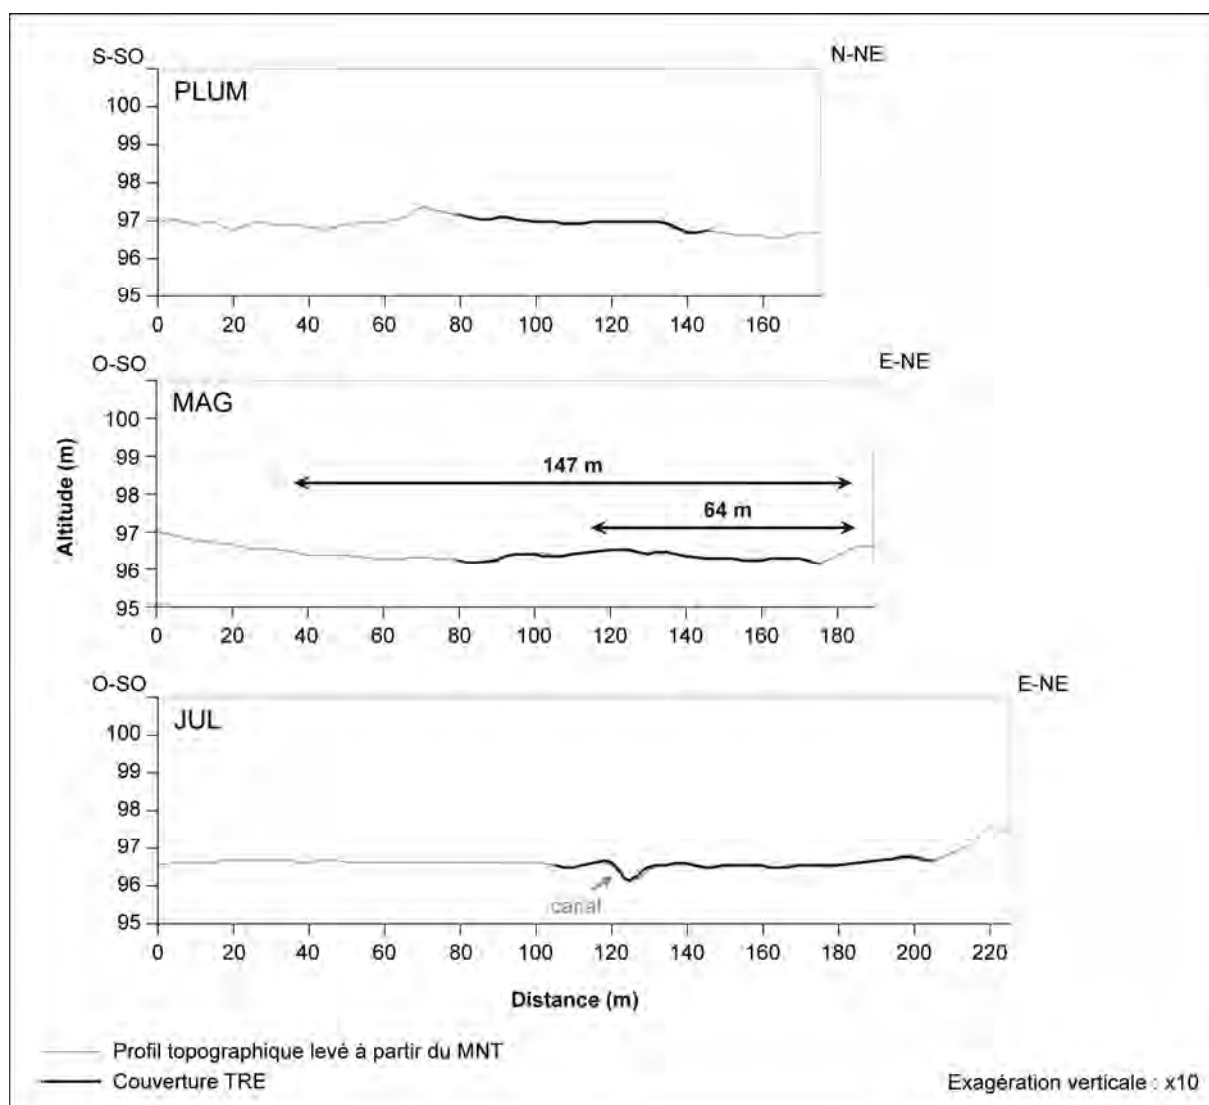 S-SO N-NE
PLUM
100
99
98
97
96
95
0 20 40 60 80 100 120 140 160
O-SO E-NE
MAG
100
99
98
97
96
95
147 m
64 m
0 20 40 60 80 100 120 140 160 180
Altitude (m)
O-SO E-NE
JUL
100
99
98
97
96
95
canal
0 20 40 60 80 100 120 140 160 180 200 220
Distance (m)
Profil topographique levé à partir du MNT
Couverture TRE
Exagération verticale : x10